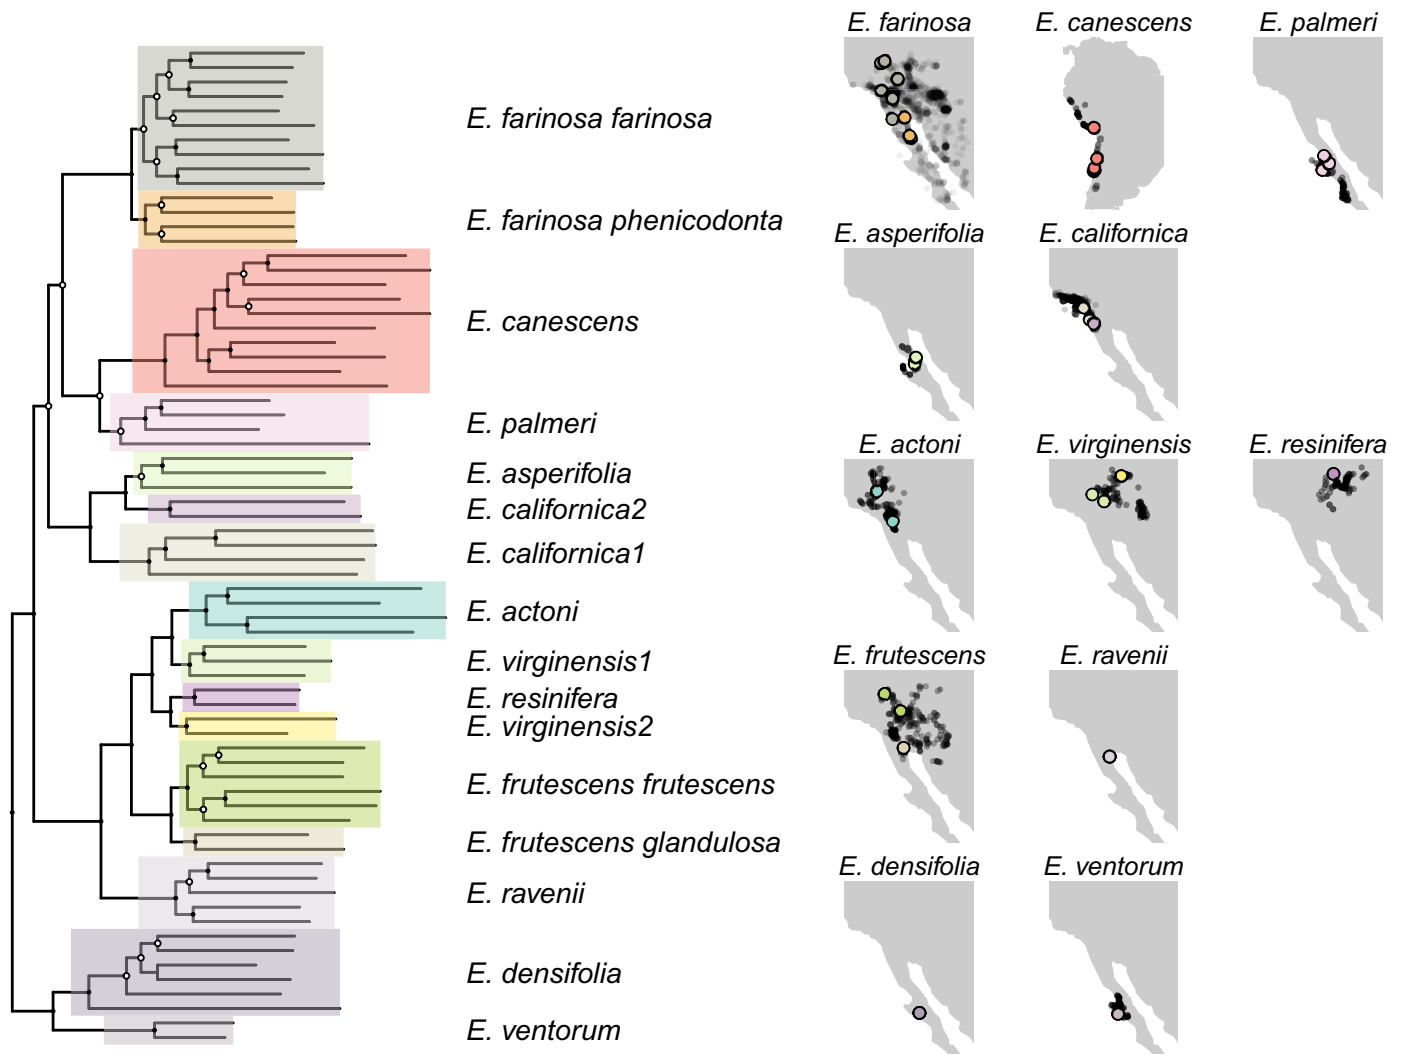 E. farinosa farinosa
E. farinosa phenicodonta
E. canescens
E. palmeri
E. asperifolia
E. californica2
E. californica1
E. actoni
E. virginensis1
E. resinifera
E. virginensis2
E. frutescens frutescens
E. frutescens glandulosa
E. ravenii
E. densifolia
E. ventorum
E. farinosa
E. canescens
E. palmeri
E. asperifolia
E. californica
E. actoni
E. virginensis
E. resinifera
E. frutescens
E. ravenii
E. densifolia
E. ventorum